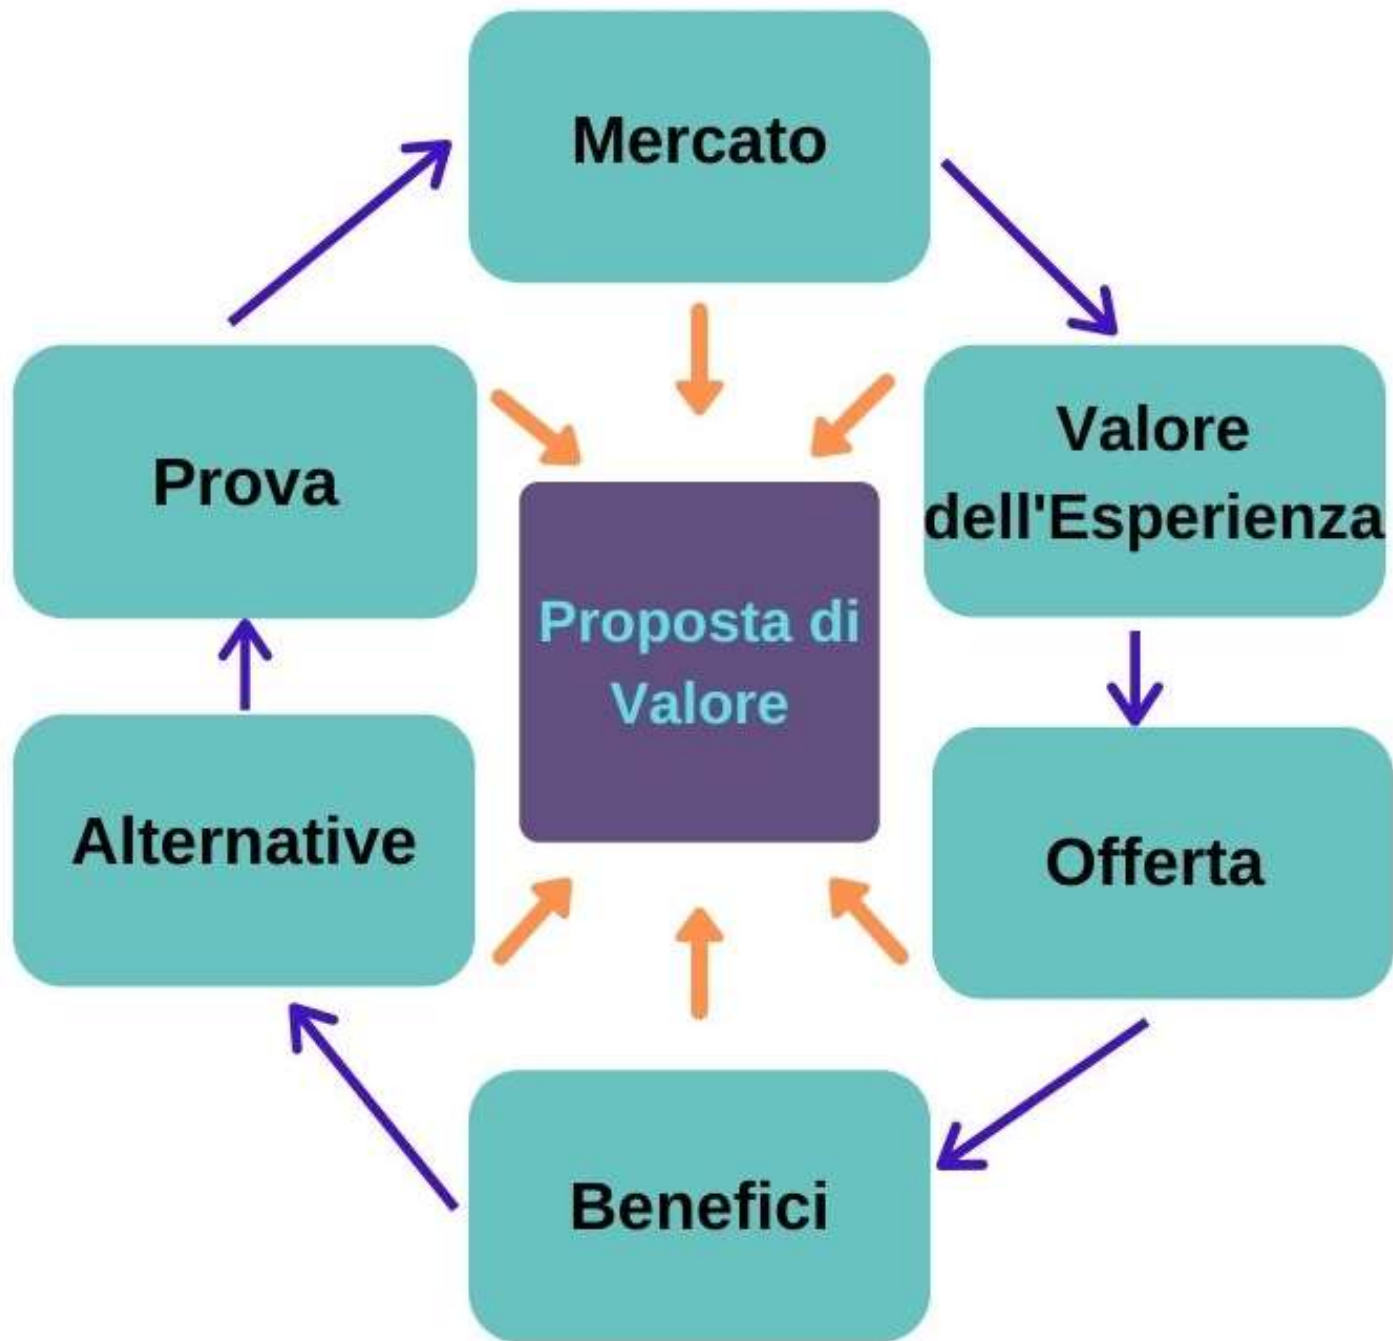 Mercato
Valore
dell'Esperienza
Prova
Proposta di
Valore
Alternative
Offerta
Benefici